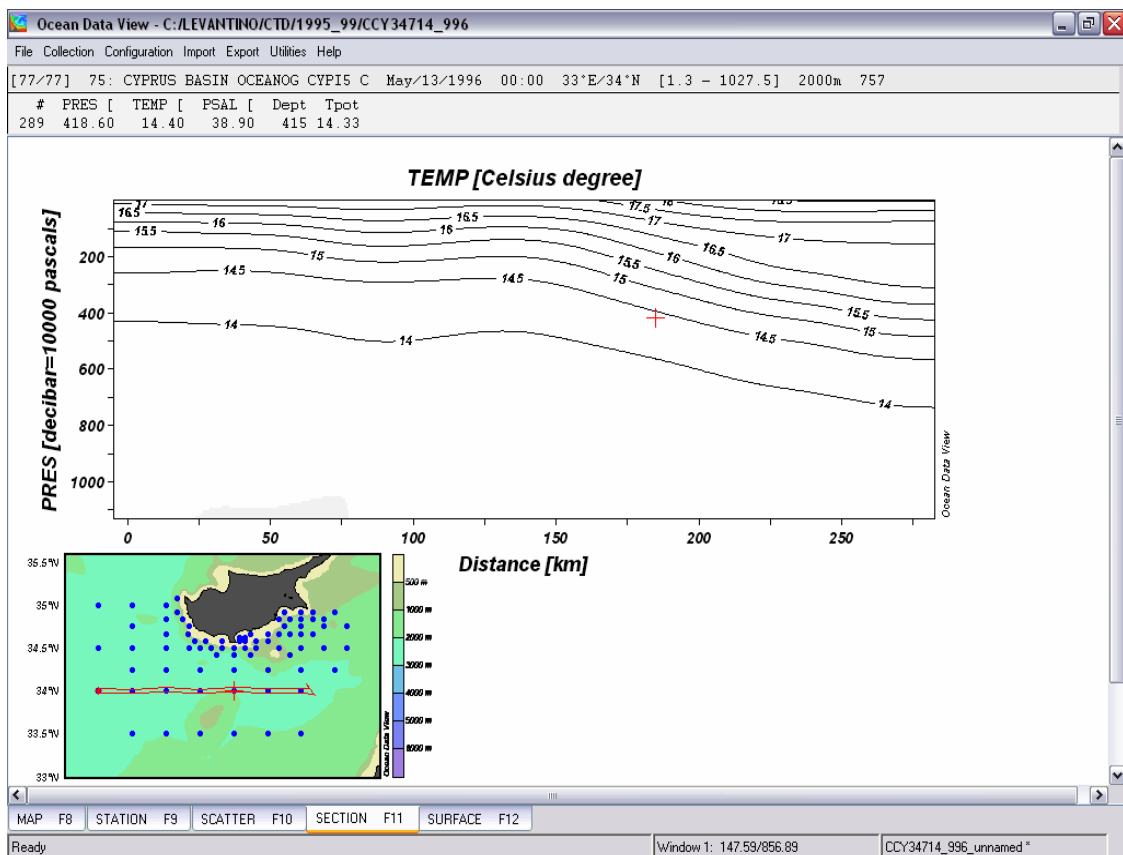 Ocean Data View - C:/LEVANTINO/CTD/1995_99/CCY34714_996
File Collection Configuration Import Export Utilities Help
[77/77] 75: CYPRUS BASIN OCEANOG CYPI5 C May/13/1996 00:00 33°E/34°N [1.3 - 1027.5] 2000m 757
# PRES [ TEMP [ PSAL [ Dept Tpot
289 418.60 14.40 38.90 415 14.33
TEMP [Celsius degree]
PRES [decibar=10000 pascals]
200
400
600
800
1000
17
16.5
16
15.5
15
14.5
14
16.5
16
15.5
15
14.5
14
17.5
17
16.5
16
15.5
15
17
16.5
15.5
15
14.5
14
Ocean Data View
0 50 100 150 200 250
Distance [km]
35.5°N
35°N
34.5°N
34°N
33.5°N
33°N
500 m
1000 m
2000 m
3000 m
4000 m
5000 m
Ocean Data View
MAP F8 STATION F9 SCATTER F10 SECTION F11 SURFACE F12
Ready Window 1: 147.59/856.89 CCY34714_996_unnamed *